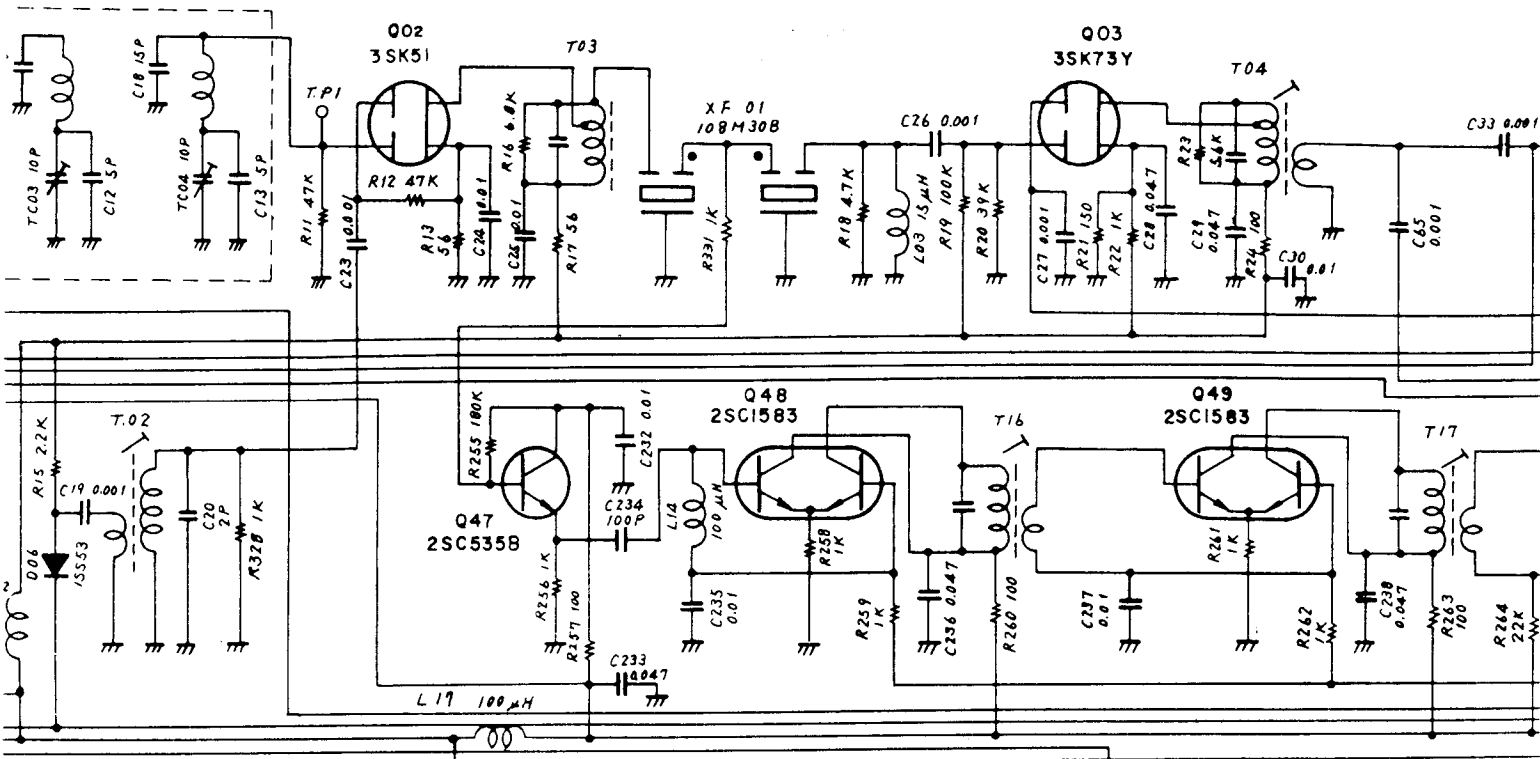 Q02
3SK51
T03
Q03
3SK73Y
T04
C18 15P
T.P1
R16 6.8K
XF 01
108M30B
C26 0.001
R23
5.6K
C33 0.001
TC03 10P
C12 5P
TC04 10P
C13 5P
R11 47K
R12 47K
C23 0.01
R13
56
C24 0.01
C25 0.01
R17 56
R331 1K
R18 4.7K
L03 15μH
R19 100K
R20 39K
C27 0.001
R21 150
R22 1K
C28 0.047
C29
0.047
R24 100
C30
0.01
C65
0.001
R15 2.2K
T.02
C19 0.001
D06
1SS53
C20
2P
R328 1K
2
R255 180K
Q47
2SC535B
C232 0.01
C234
100P
R256 1K
R257 100
C233
0.047
L14
100μH
C235
0.01
Q48
2SC1583
R258
1K
R259
1K
C236 0.047
T16
R260 100
C237
0.01
Q49
2SC1583
R261
1K
R262
1K
T17
C238
0.047
R263
100
R264
22K
L17 100μH